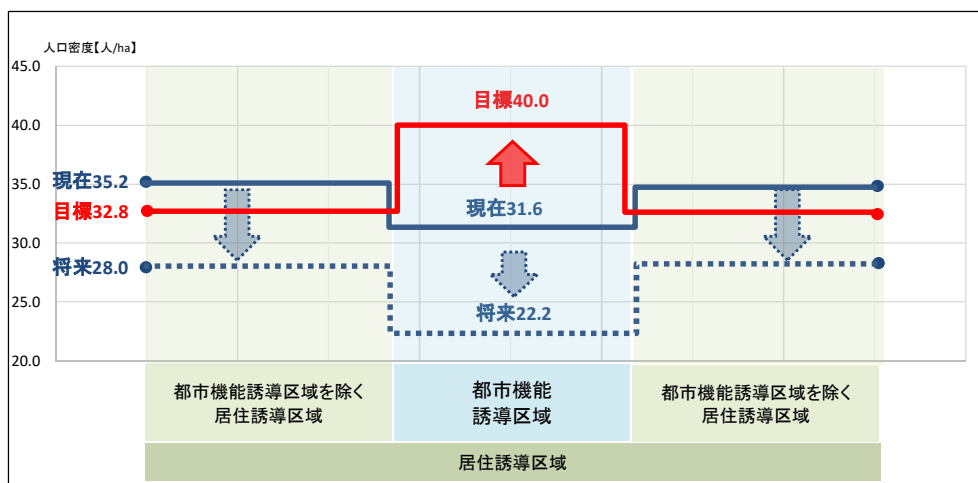 人口密度【人/ha】
45.0
40.0
35.0
30.0
25.0
20.0
目標40.0
現在35.2
目標32.8
現在31.6
将来28.0
将来22.2
都市機能誘導区域を除く
居住誘導区域
都市機能
誘導区域
都市機能誘導区域を除く
居住誘導区域
居住誘導区域